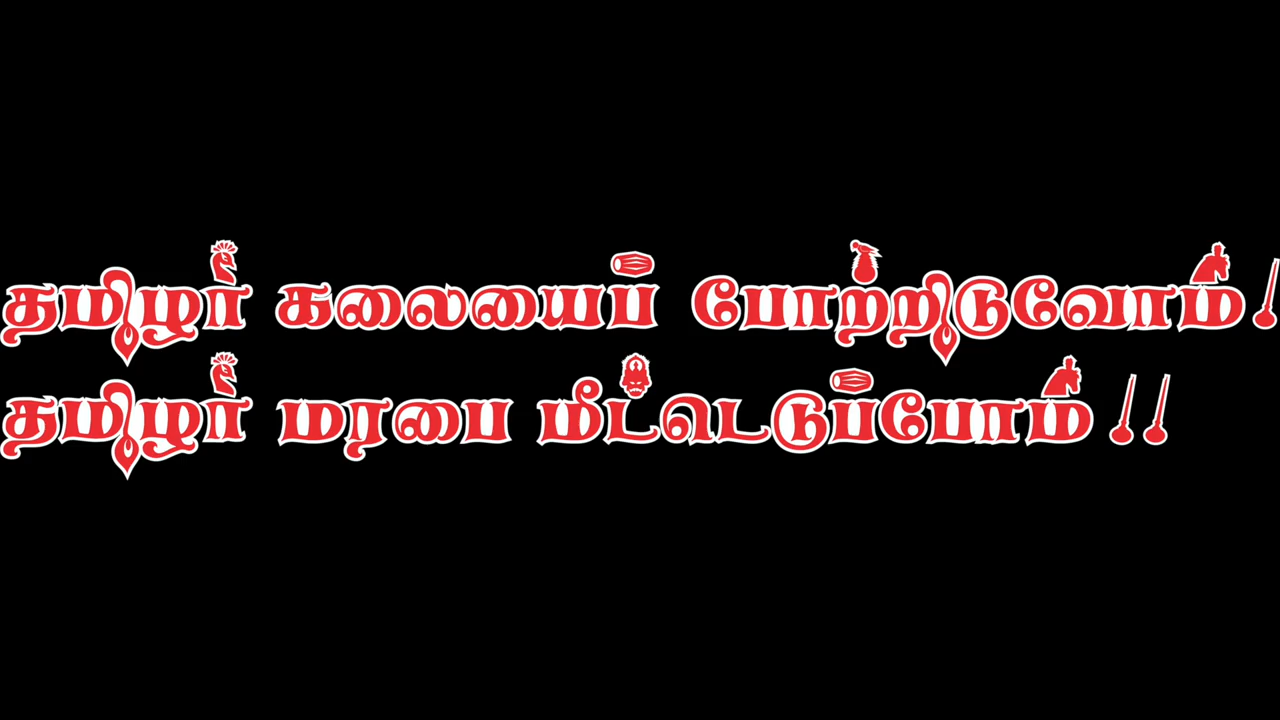 தமிழர் கலையைப் போற்றிடுவோம்!
தமிழர் மரபை மீட்டெடுப்போம்!!